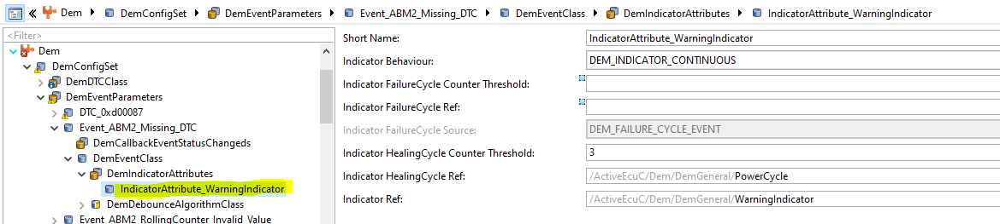 Dem DemConfigSet DemEventParameters Event_ABM2_Missing_DTC DemEventClass DemIndicatorAttributes IndicatorAttribute_WarningIndicator
<Filter>
Dem
DemConfigSet
DemDTCClass
DemEventParameters
DTC_0xd00087
Event_ABM2_Missing_DTC
DemCallbackEventStatusChangeds
DemEventClass
DemIndicatorAttributes
IndicatorAttribute_WarningIndicator
DemDebounceAlgorithmClass
Event_ABM2_RollingCounter_Invalid_Value
Short Name: IndicatorAttribute_WarningIndicator
Indicator Behaviour: DEM_INDICATOR_CONTINUOUS
Indicator FailureCycle Counter Threshold:
Indicator FailureCycle Ref:
Indicator FailureCycle Source: DEM_FAILURE_CYCLE_EVENT
Indicator HealingCycle Counter Threshold: 3
Indicator HealingCycle Ref: /ActiveEcuC/Dem/DemGeneral/PowerCycle
Indicator Ref: /ActiveEcuC/Dem/DemGeneral/WarningIndicator